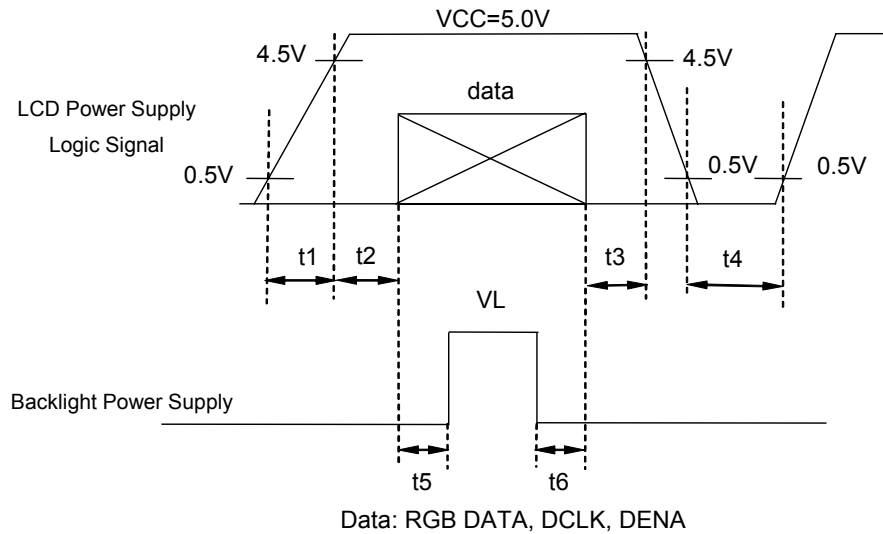 VCC=5.0V
4.5V
4.5V
data
LCD Power Supply
Logic Signal
0.5V
0.5V
0.5V
t1
t2
t3
t4
VL
Backlight Power Supply
t5
t6
Data: RGB DATA, DCLK, DENA